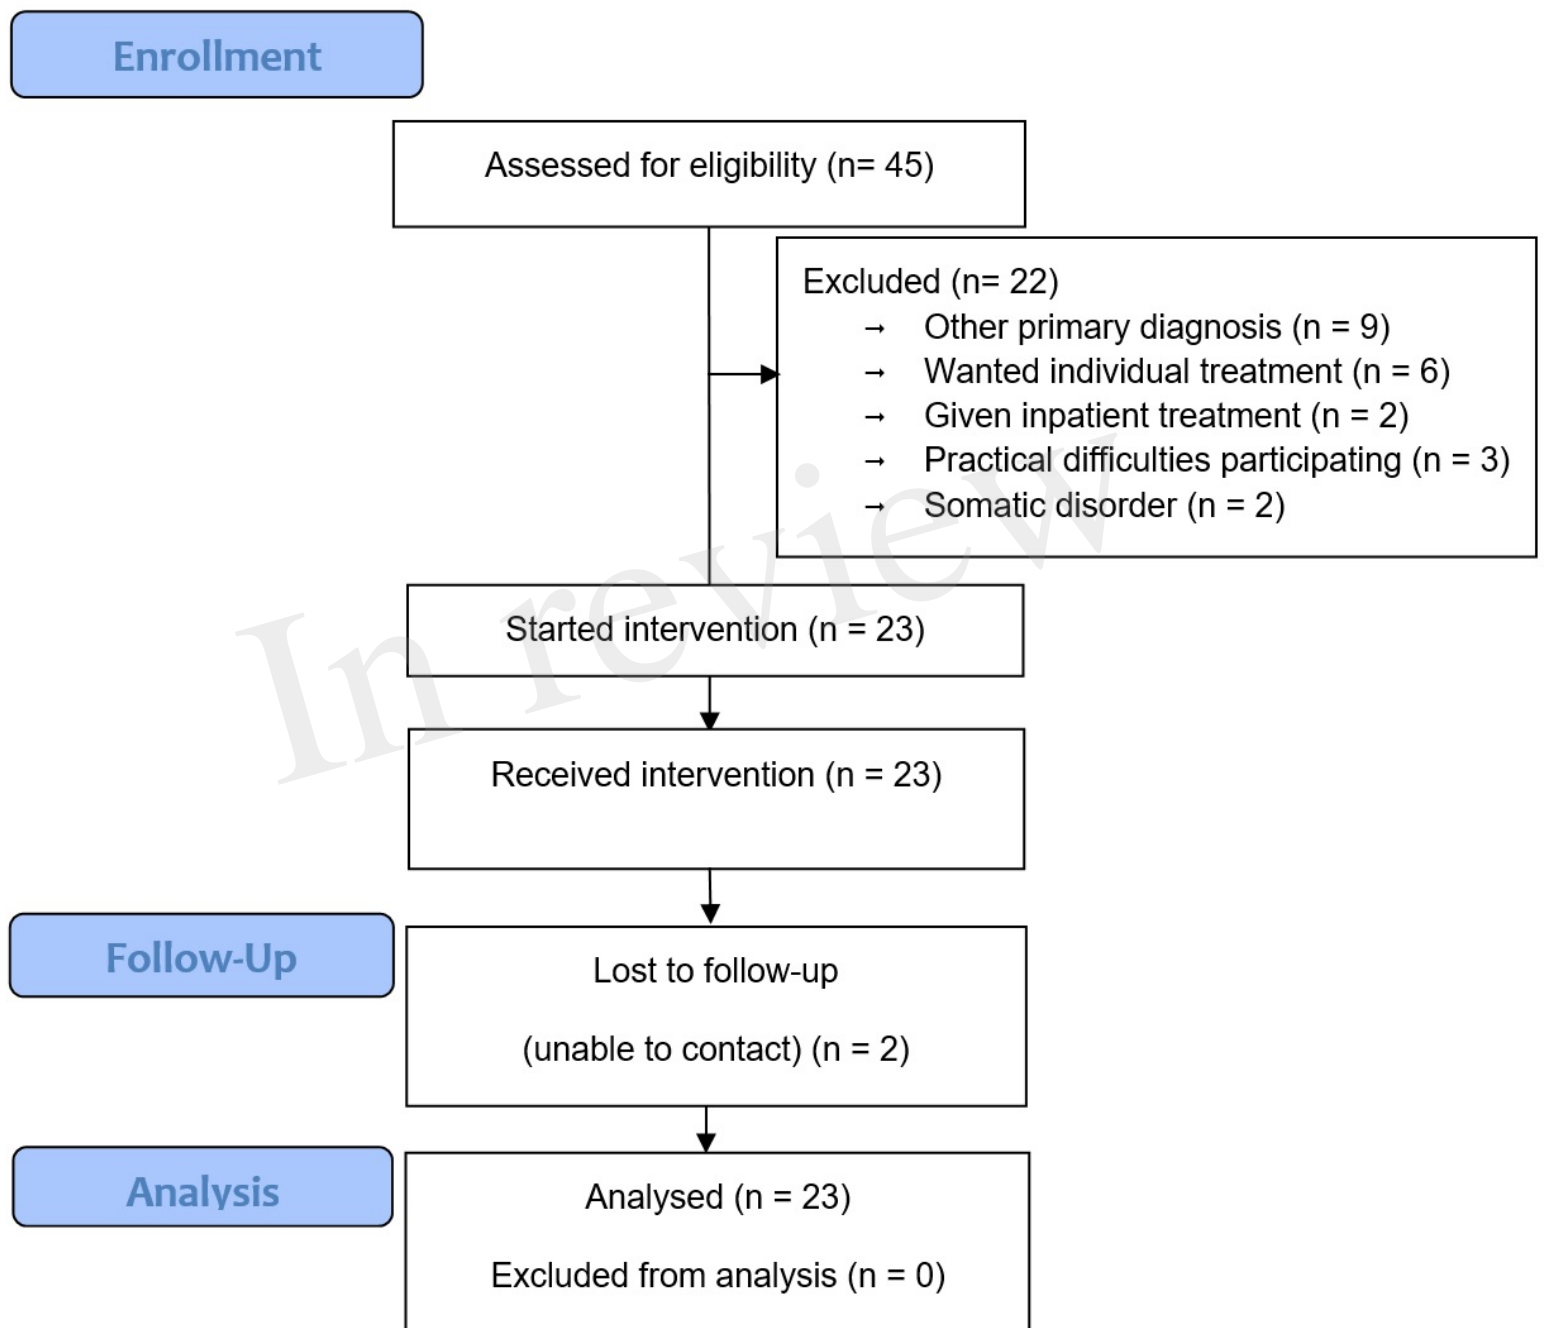 Enrollment
Assessed for eligibility (n= 45)
Excluded (n= 22)
→ Other primary diagnosis (n = 9)
→ Wanted individual treatment (n = 6)
→ Given inpatient treatment (n = 2)
→ Practical difficulties participating (n = 3)
→ Somatic disorder (n = 2)
In review
Started intervention (n = 23)
Received intervention (n = 23)
Follow-Up
Lost to follow-up
(unable to contact) (n = 2)
Analysis
Analysed (n = 23)
Excluded from analysis (n = 0)